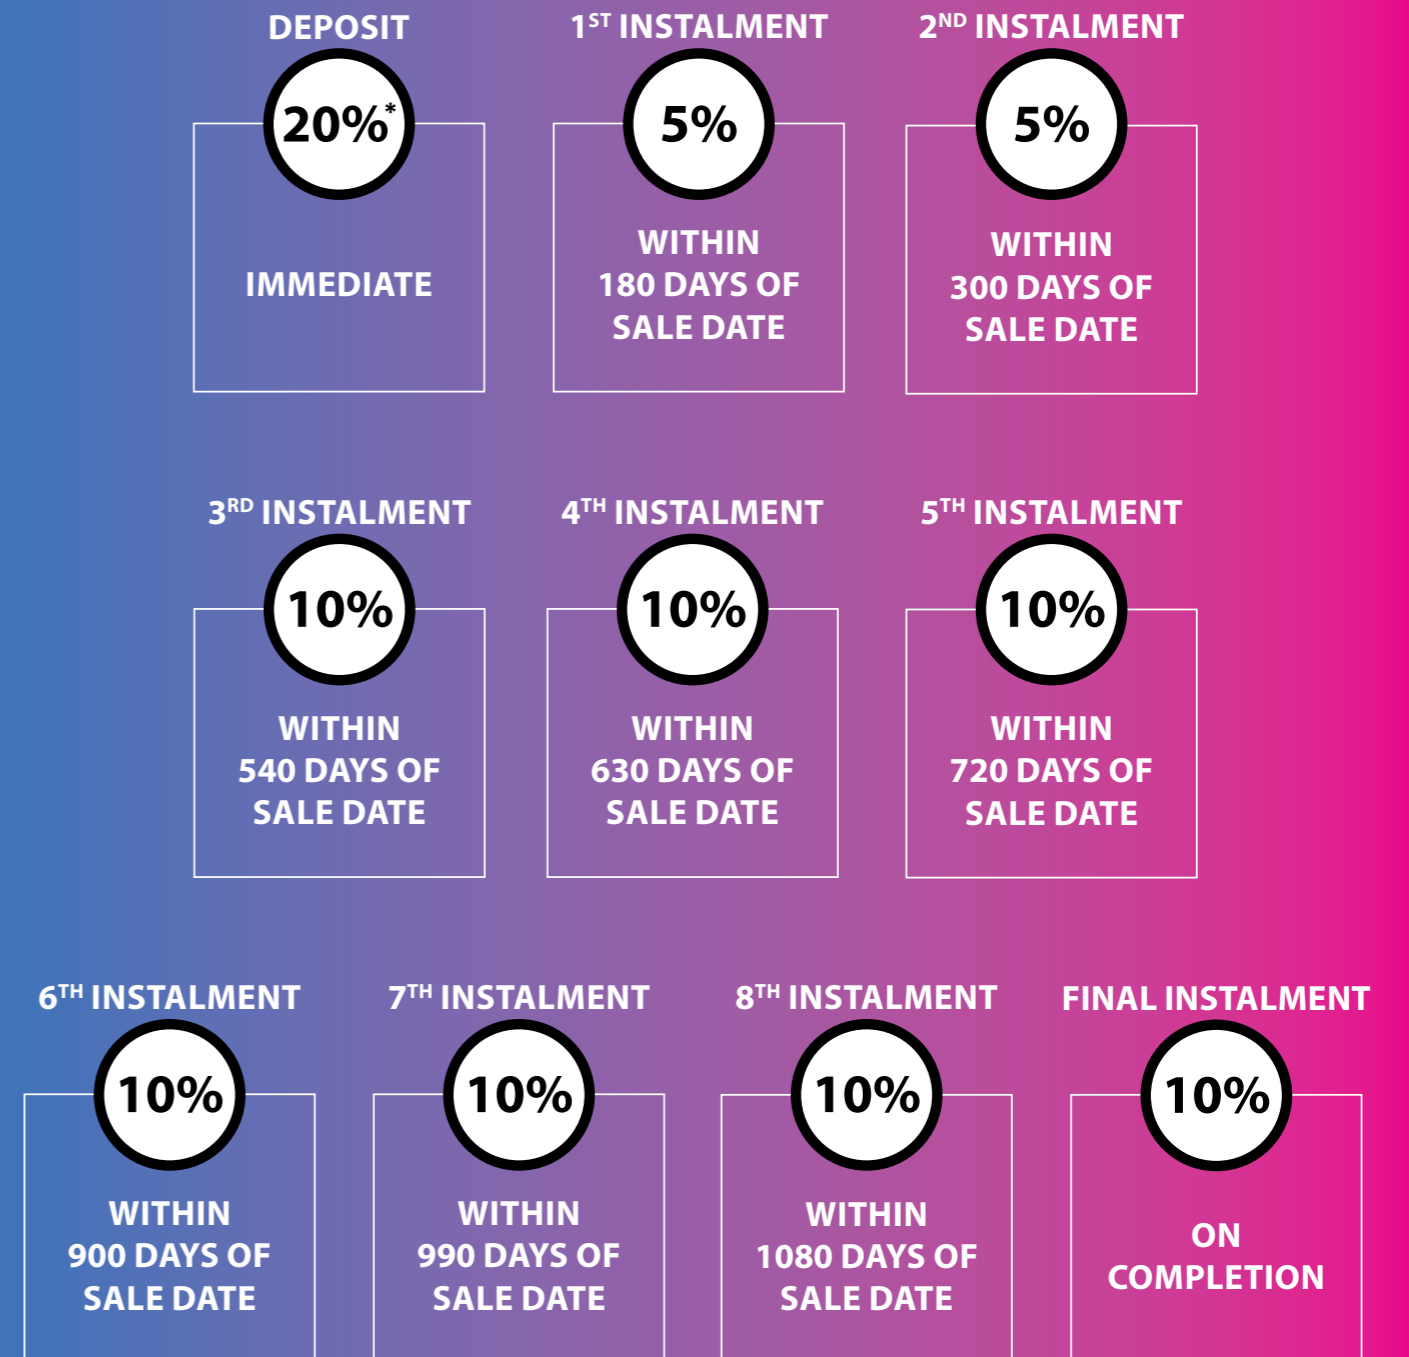 DEPOSIT
20%*
IMMEDIATE
1ST INSTALMENT
5%
WITHIN
180 DAYS OF
SALE DATE
2ND INSTALMENT
5%
WITHIN
300 DAYS OF
SALE DATE
3RD INSTALMENT
10%
WITHIN
540 DAYS OF
SALE DATE
4TH INSTALMENT
10%
WITHIN
630 DAYS OF
SALE DATE
5TH INSTALMENT
10%
WITHIN
720 DAYS OF
SALE DATE
6TH INSTALMENT
10%
WITHIN
900 DAYS OF
SALE DATE
7TH INSTALMENT
10%
WITHIN
990 DAYS OF
SALE DATE
8TH INSTALMENT
10%
WITHIN
1080 DAYS OF
SALE DATE
FINAL INSTALMENT
10%
ON
COMPLETION